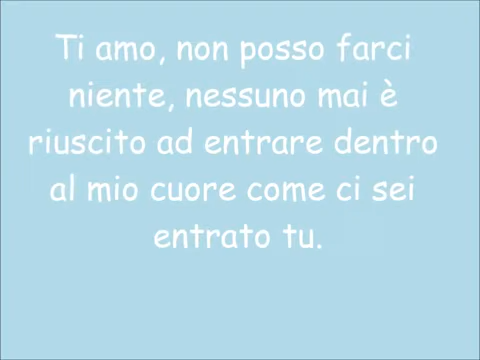 Ti amo, non posso farci
niente, nessuno mai è
riuscito ad entrare dentro
al mio cuore come ci sei
entrato tu.